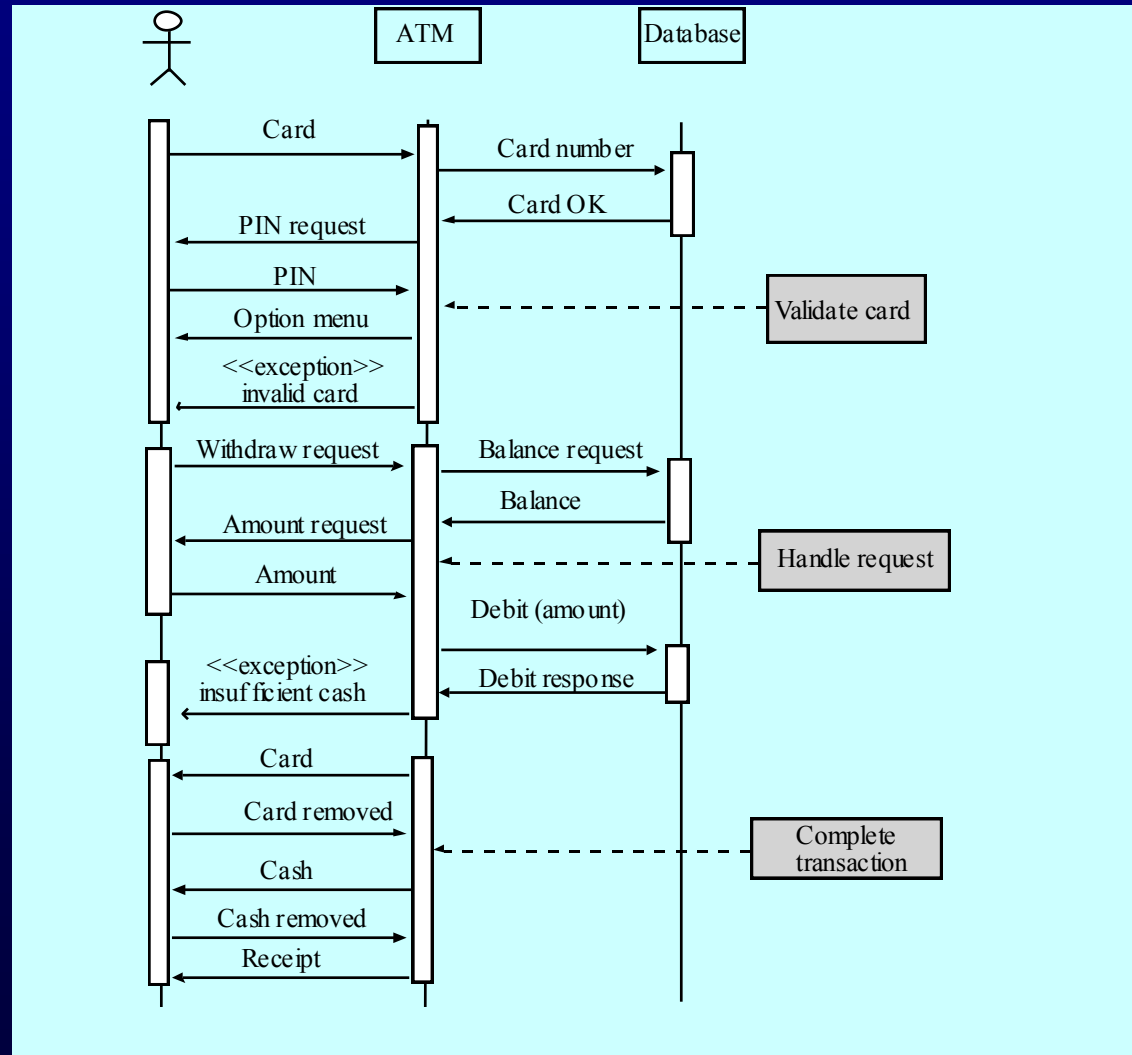 ATM
Database
Card
Card number
Card OK
PIN request
PIN
Option menu
Validate card
<<exception>>
invalid card
Withdraw request
Balance request
Balance
Amount request
Handle request
Amount
Debit (amount)
<<exception>>
insufficient cash
Debit response
Card
Card removed
Complete
transaction
Cash
Cash removed
Receipt